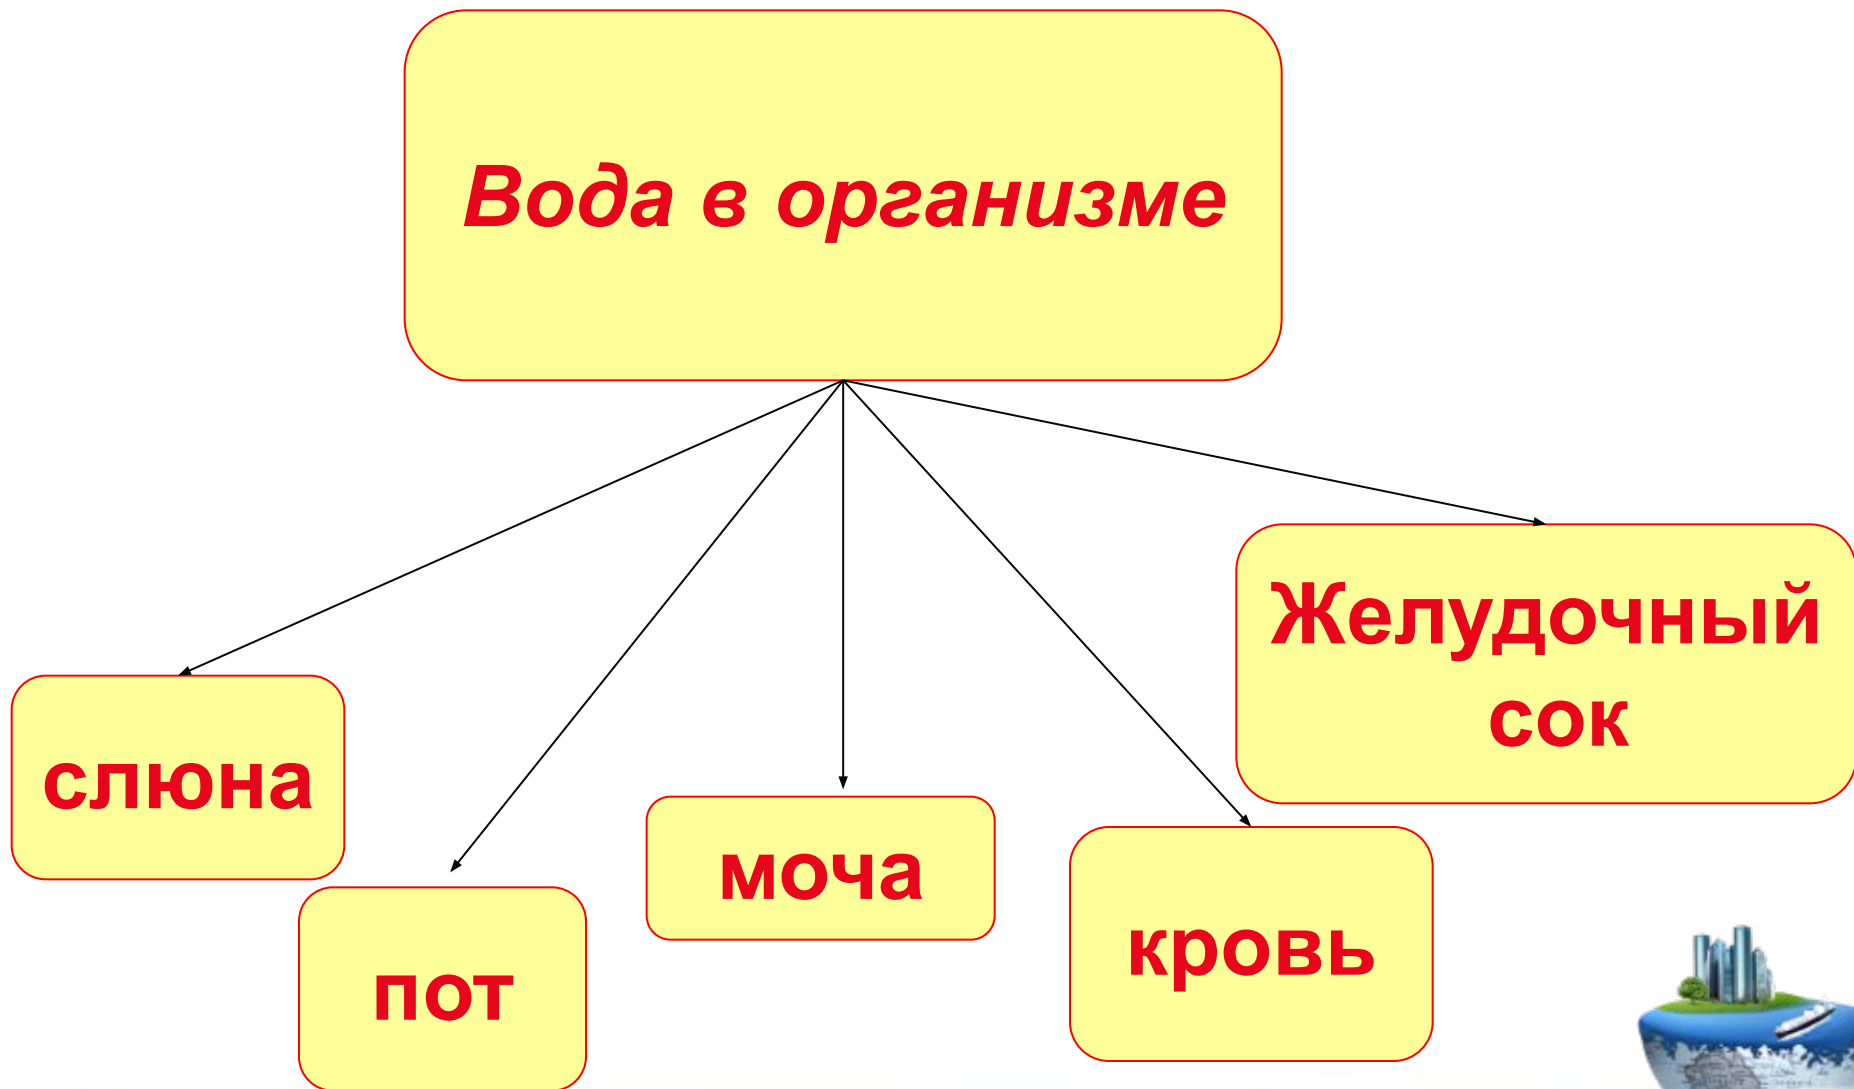 Вода в организме
слюна
пот
моча
кровь
Желудочный
сок